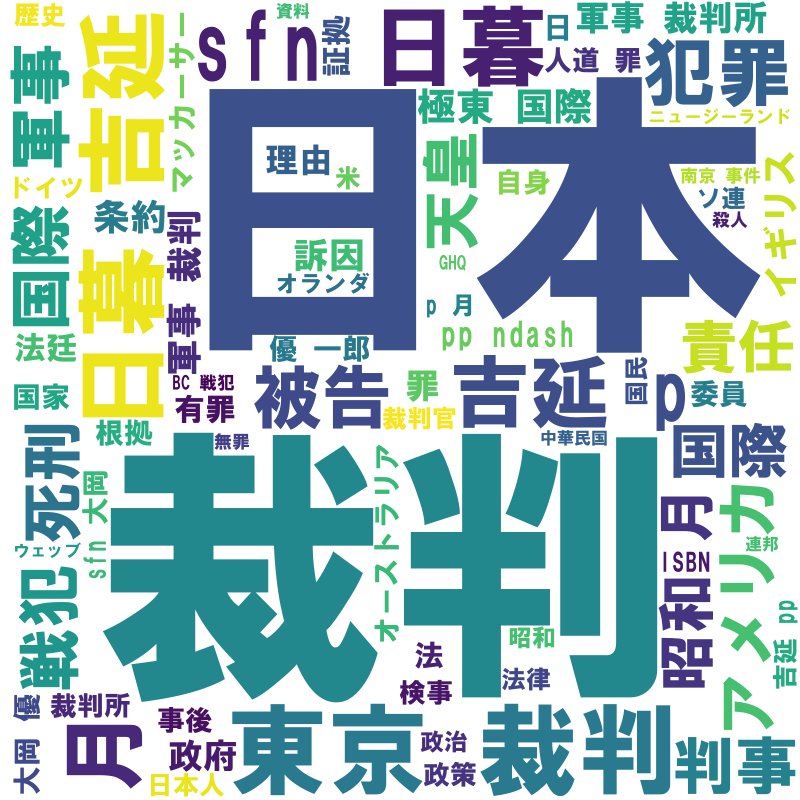 歴史
資料
sfn
証拠
日暮
日
軍事 裁判所
人道 罪
犯罪
軍事
吉延
マッカーサー
極東 国際
ニュージーランド
日本
理由
米
天皇
自身
南京 事件
ソ連
殺人
イギリス
ドイツ
国際
条約
軍事 裁判
訴因
オランダ
GHQ
p 月
pp ndash
日暮
法廷
優 一郎
責任
国家
BC 戦犯
有罪
被告
罪
裁判官
吉延
国民
p
委員
根拠
無罪
中華民国
国際
死刑
sfn 大岡
裁判
オーストラリア
月
アメリカ
ウェッブ
連邦
ISBN
戦犯
昭和
昭和
吉延 pp
法
検事
法律
大岡 優
裁判所
月
事後
政府
日本人
東京
政治
政策
裁判
判事